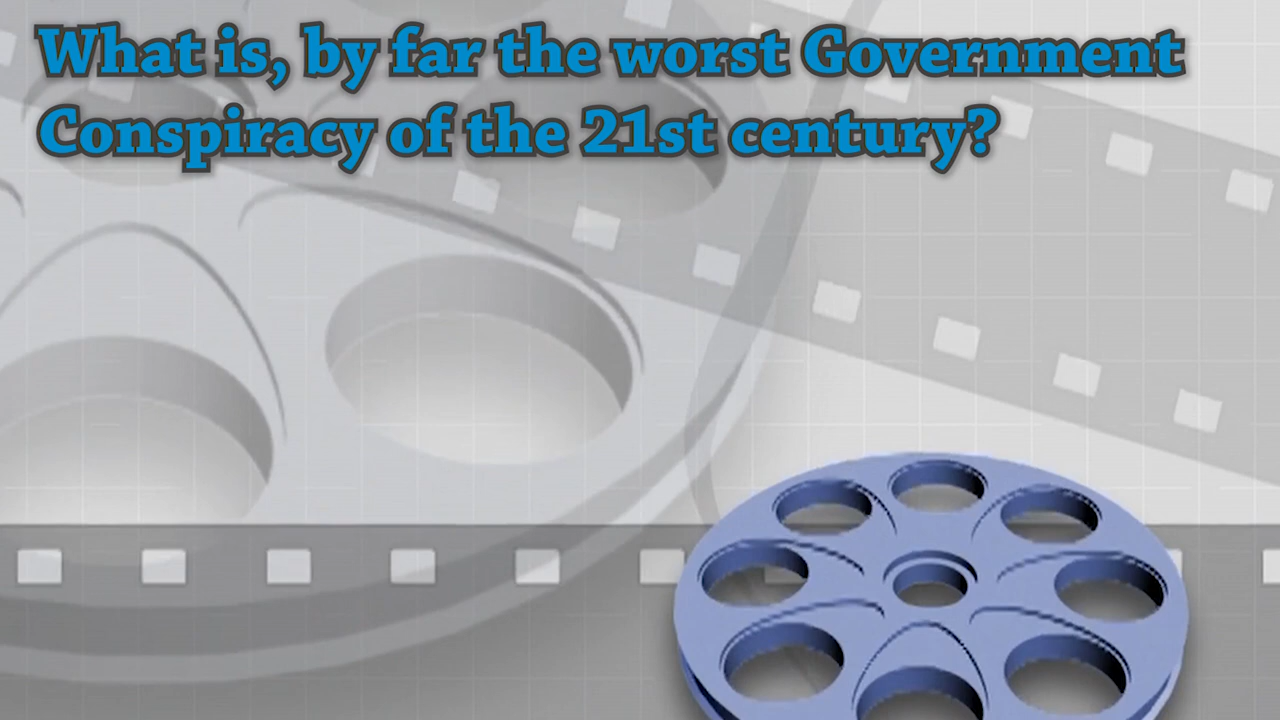 What is, by far the worst Government
Conspiracy of the 21st century?